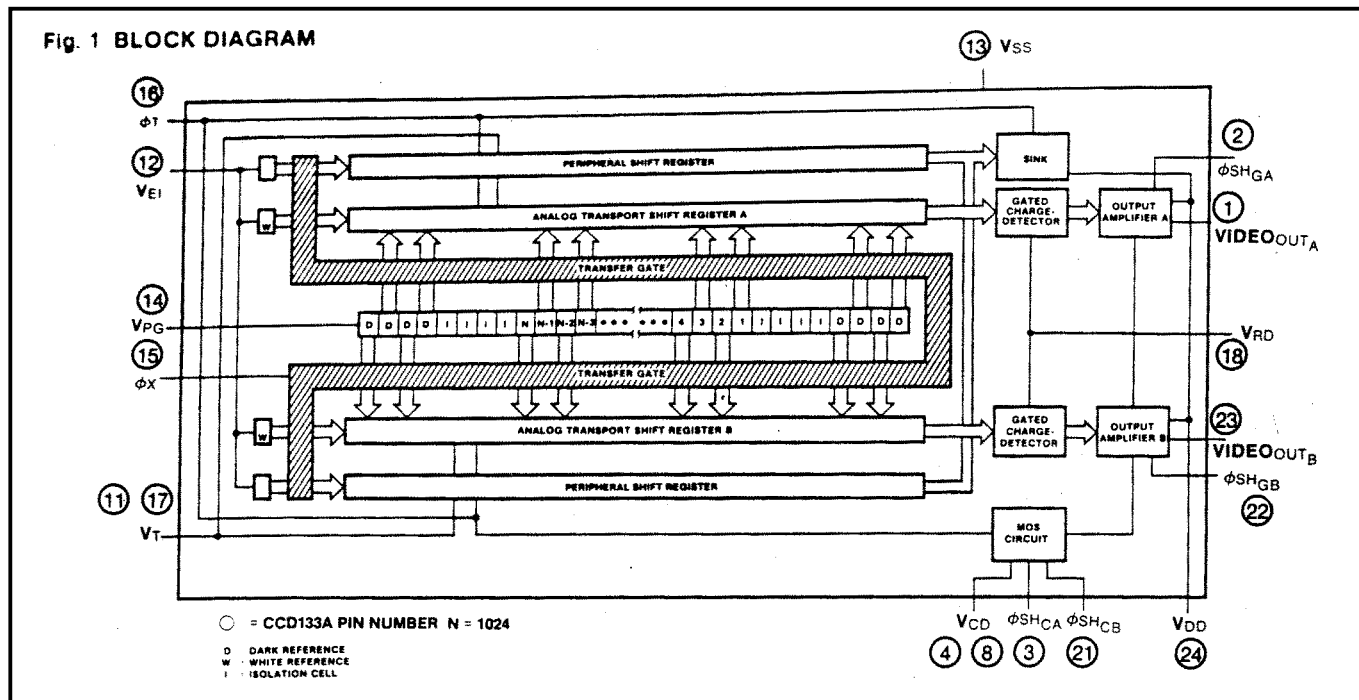 Fig. 1 BLOCK DIAGRAM
13 VSS
16
ΦT
12
VEI
PERIPHERAL SHIFT REGISTER
SINK
2
ΦSHGA
W
ANALOG TRANSPORT SHIFT REGISTER A
GATED CHARGE-DETECTOR
OUTPUT AMPLIFIER A
1
VIDEOOUTA
TRANSFER GATE
14
VPG
D D D D I I I I N N-1 N-2 N-3 ••• ••• 4 3 2 1 I I I I D D D D
VRD
18
15
ΦX
TRANSFER GATE
W
ANALOG TRANSPORT SHIFT REGISTER B
GATED CHARGE-DETECTOR
OUTPUT AMPLIFIER B
23
VIDEOOUTB
PERIPHERAL SHIFT REGISTER
ΦSHGB
22
11 17
VT
MOS CIRCUIT
VCD ΦSHCA ΦSHCB VDD
4 8 3 21 24
○ = CCD133A PIN NUMBER N = 1024
D · DARK REFERENCE
W · WHITE REFERENCE
I · ISOLATION CELL